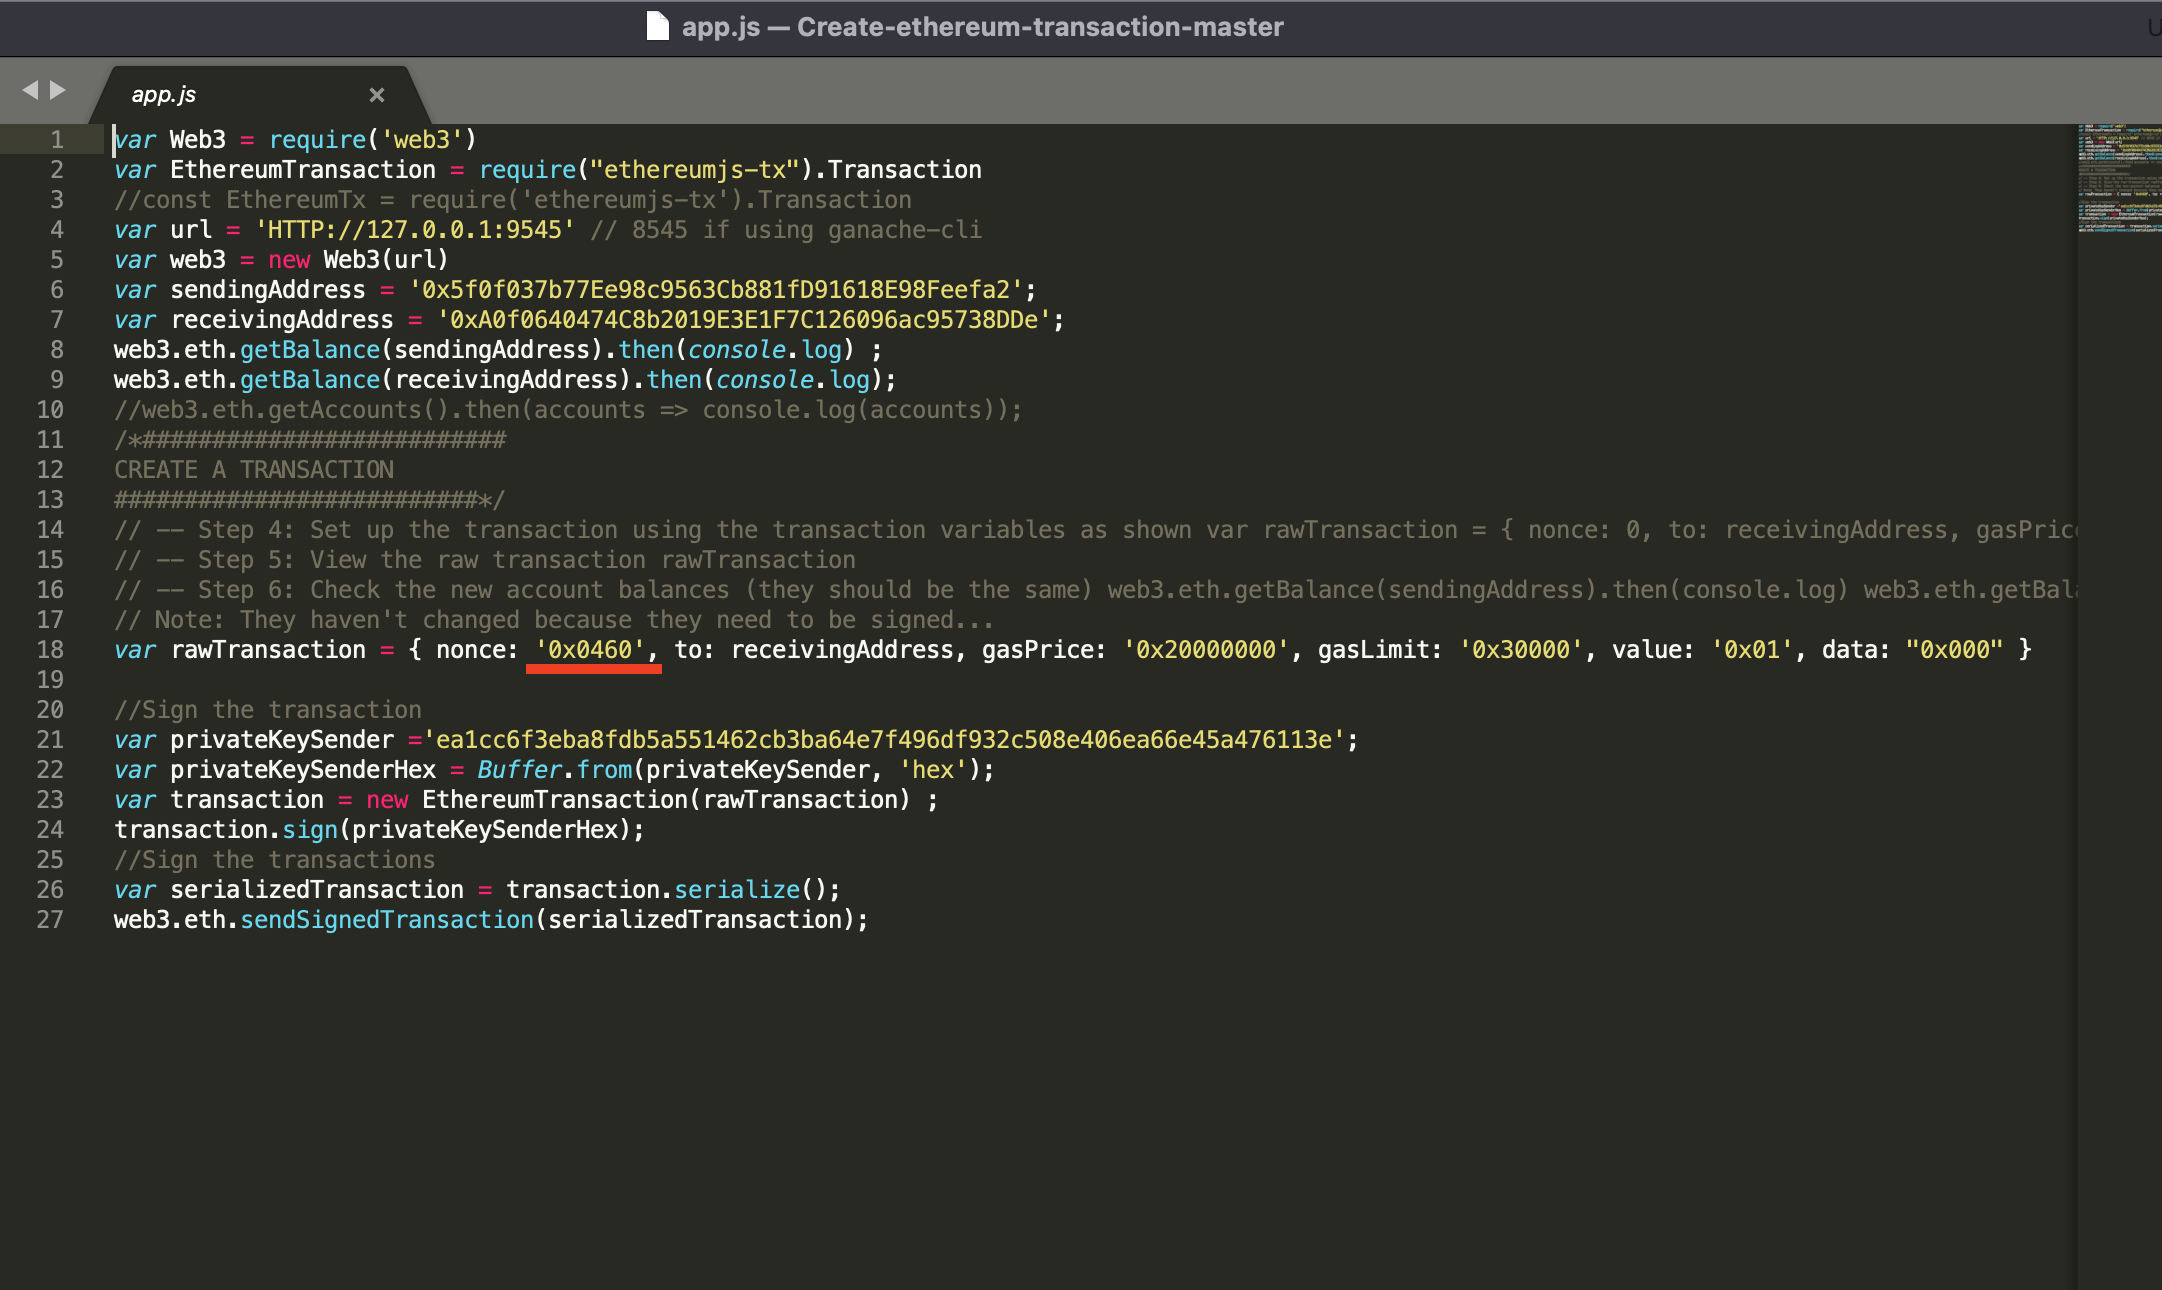 app.js — Create-ethereum-transaction-master
app.js
1 var Web3 = require('web3')
2 var EthereumTransaction = require("ethereumjs-tx").Transaction
3 //const EthereumTx = require('ethereumjs-tx').Transaction
4 var url = 'HTTP://127.0.0.1:9545' // 8545 if using ganache-cli
5 var web3 = new Web3(url)
6 var sendingAddress = '0x5f0f037b77Ee98c9563Cb881fD91618E98Feefa2';
7 var receivingAddress = '0xA0f0640474C8b2019E3E1F7C126096ac95738DDe';
8 web3.eth.getBalance(sendingAddress).then(console.log) ;
9 web3.eth.getBalance(receivingAddress).then(console.log);
10 //web3.eth.getAccounts().then(accounts => console.log(accounts));
11 /*##########################
12 CREATE A TRANSACTION
13 ##########################*/
14 // -- Step 4: Set up the transaction using the transaction variables as shown var rawTransaction = { nonce: 0, to: receivingAddress, gasPric
15 // -- Step 5: View the raw transaction rawTransaction
16 // -- Step 6: Check the new account balances (they should be the same) web3.eth.getBalance(sendingAddress).then(console.log) web3.eth.getBal
17 // Note: They haven't changed because they need to be signed...
18 var rawTransaction = { nonce: '0x0460', to: receivingAddress, gasPrice: '0x20000000', gasLimit: '0x30000', value: '0x01', data: "0x000" }
19
20 //Sign the transaction
21 var privateKeySender ='ea1cc6f3eba8fdb5a551462cb3ba64e7f496df932c508e406ea66e45a476113e';
22 var privateKeySenderHex = Buffer.from(privateKeySender, 'hex');
23 var transaction = new EthereumTransaction(rawTransaction) ;
24 transaction.sign(privateKeySenderHex);
25 //Sign the transactions
26 var serializedTransaction = transaction.serialize();
27 web3.eth.sendSignedTransaction(serializedTransaction);